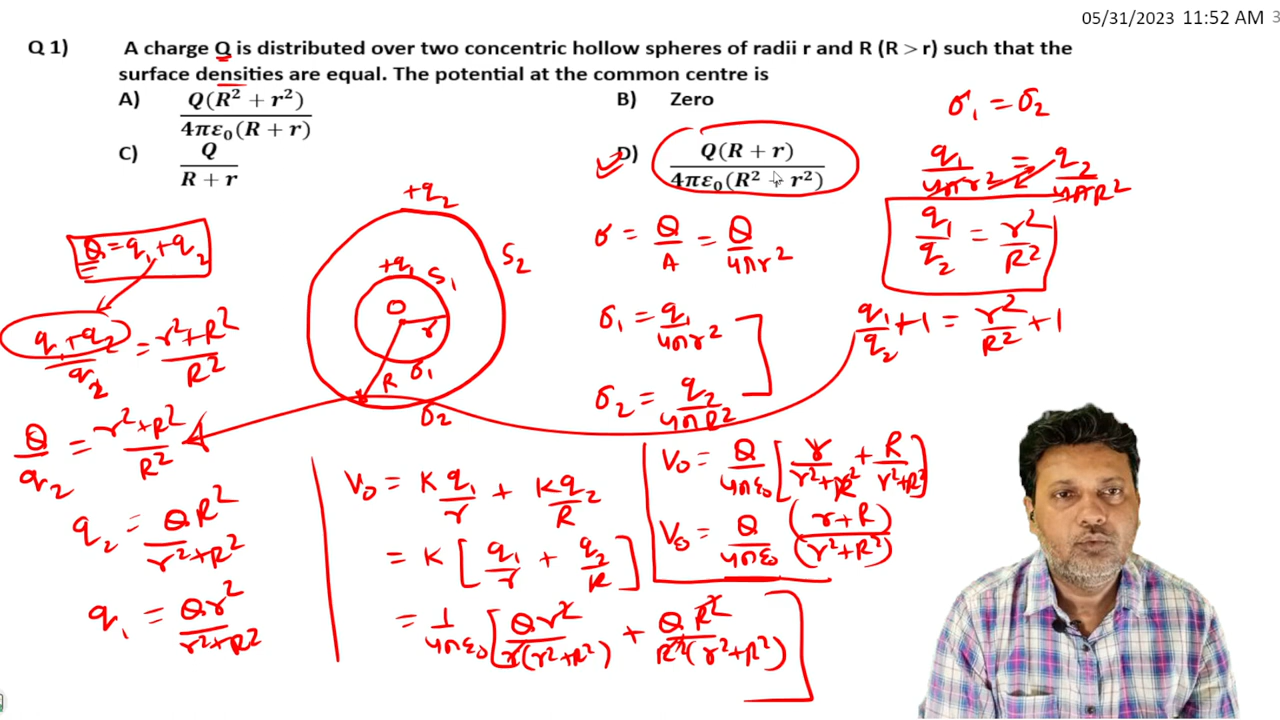 05/31/2023 11:52 AM 3
Q 1) A charge Q is distributed over two concentric hollow spheres of radii r and R (R > r) such that the
surface densities are equal. The potential at the common centre is
A) Q(R² + r²) / 4πε₀(R + r)
B) Zero
C) Q / R + r
D) Q(R + r) / 4πε₀(R² + r²)
σ₁ = σ₂
q₁ / 4πr² = q₂ / 4πR²
q₁ / q₂ = r² / R²
q₁ / q₂ + 1 = r² / R² + 1
σ = Q / A = Q / 4πr²
σ₁ = q₁ / 4πr²
σ₂ = q₂ / 4πR²
+q₂
S₂
+q₁
S₁
O
r
R
σ₁
σ₂
Q = q₁ + q₂
q₁ + q₂ / q₂ = r² + R² / R²
Q / q₂ = r² + R² / R²
q₂ = QR² / r² + R²
q₁ = Qr² / r² + R²
V₀ = K q₁ / r + K q₂ / R
= K [ q₁ / r + q₂ / R ]
= 1 / 4πε₀ [ Qr² / r(r² + R²) + QR² / R(r² + R²) ]
V₀ = Q / 4πε₀ [ r / r² + R² + R / r² + R² ]
V₀ = Q / 4πε₀ (r + R) / (r² + R²)